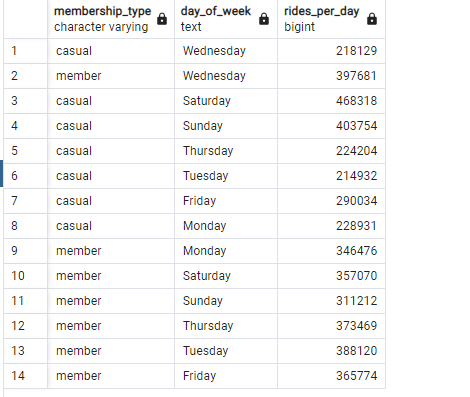 membership_type day_of_week rides_per_day
character varying text bigint
1 casual Wednesday 218129
2 member Wednesday 397681
3 casual Saturday 468318
4 casual Sunday 403754
5 casual Thursday 224204
6 casual Tuesday 214932
7 casual Friday 290034
8 casual Monday 228931
9 member Monday 346476
10 member Saturday 357070
11 member Sunday 311212
12 member Thursday 373469
13 member Tuesday 388120
14 member Friday 365774